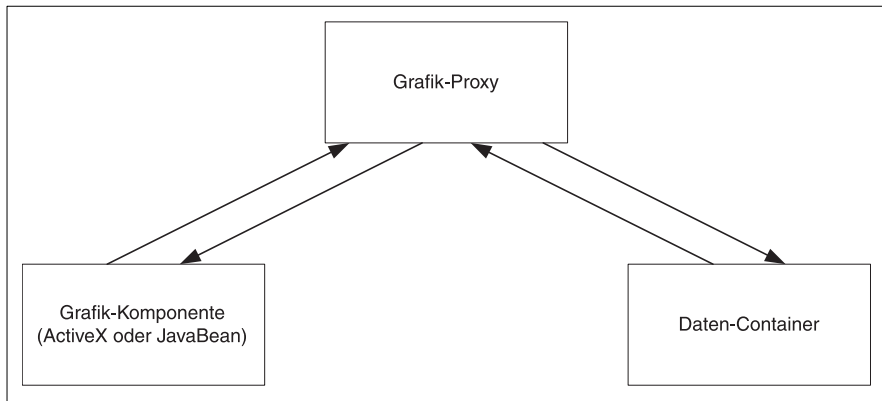 Grafik-Proxy
Grafik-Komponente
(ActiveX oder JavaBean)
Daten-Container